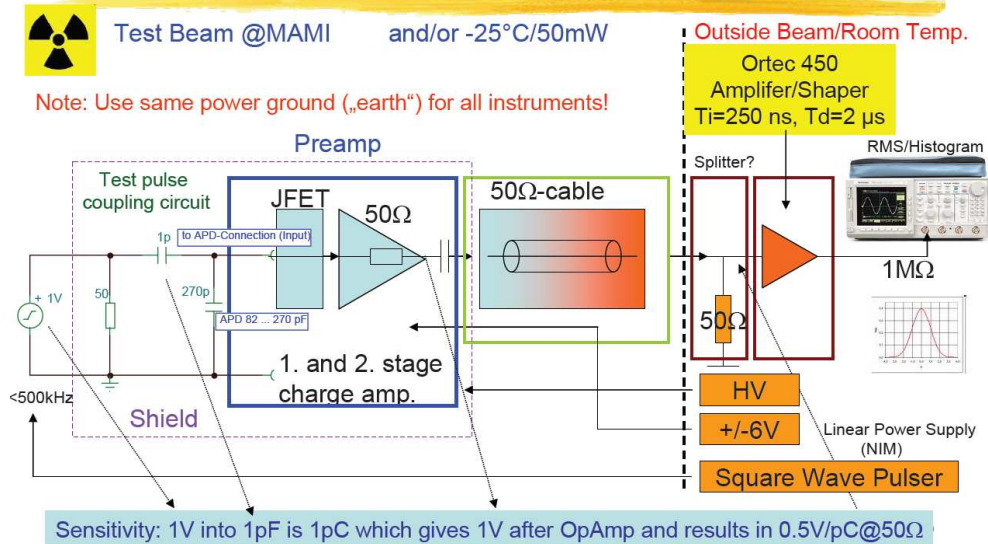 Test Beam @MAMI and/or -25°C/50mW
Outside Beam/Room Temp.
Note: Use same power ground („earth“) for all instruments!
Ortec 450
Amplifer/Shaper
Ti=250 ns, Td=2 µs
Preamp
Splitter?
RMS/Histogram
Test pulse
coupling circuit
JFET
50Ω
50Ω-cable
1p
to APD-Connection (Input)
1MΩ
+ 1V
50
270p
APD 82 ... 270 pF
50Ω
1. and 2. stage
charge amp.
<500kHz
Shield
HV
+/-6V
Linear Power Supply
(NIM)
Square Wave Pulser
Sensitivity: 1V into 1pF is 1pC which gives 1V after OpAmp and results in 0.5V/pC@50Ω